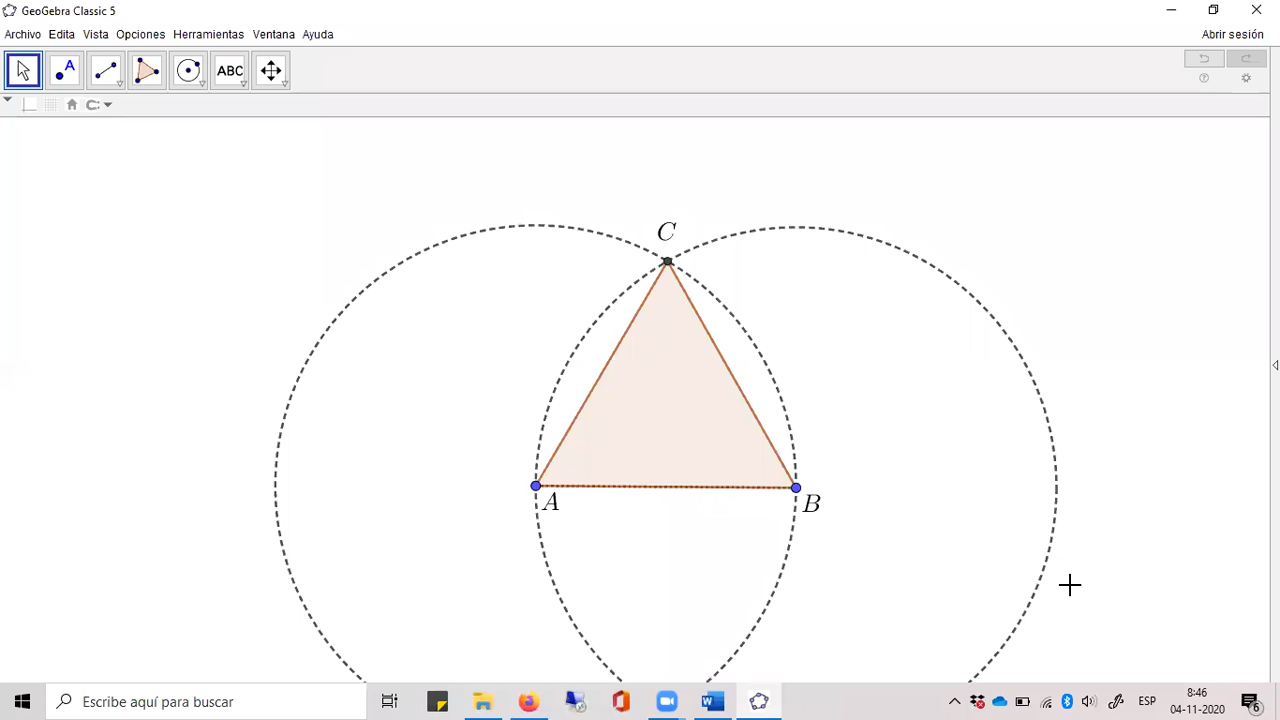 GeoGebra Classic 5
Archivo Edita Vista Opciones Herramientas Ventana Ayuda
Abrir sesión
A
ABC
C
A
B
Escribe aquí para buscar
ESP
8:46
04-11-2020
6